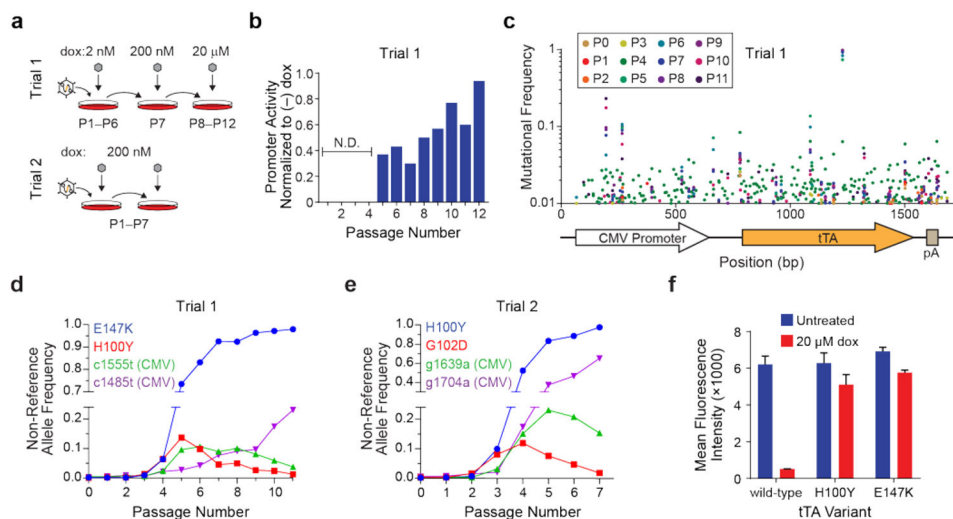 a
Trial 1
dox:2 nM 200 nM 20 μM
P1–P6 P7 P8–P12
Trial 2
dox: 200 nM
P1–P7
b
Trial 1
Promoter Activity
Normalized to (–) dox
1.0
0.8
0.6
0.4
0.2
0
N.D.
2 4 6 8 10 12
Passage Number
c
Trial 1
P0 P3 P6 P9
P1 P4 P7 P10
P2 P5 P8 P11
Mutational Frequency
1
0.1
0.01
0 500 1000 1500
CMV Promoter tTA pA
Position (bp)
d
Trial 1
Non-Reference
Allele Frequency
E147K
H100Y
c1555t (CMV)
c1485t (CMV)
1.0
0.9
0.8
0.7
0.2
0.1
0.0
0 2 4 6 8 10
Passage Number
e
Trial 2
Non-Reference
Allele Frequency
H100Y
G102D
g1639a (CMV)
g1704a (CMV)
1.0
0.8
0.6
0.4
0.2
0.1
0.0
0 1 2 3 4 5 6 7
Passage Number
f
Untreated
20 μM dox
Mean Fluorescence
Intensity (×1000)
8
6
4
2
0
wild-type H100Y E147K
tTA Variant